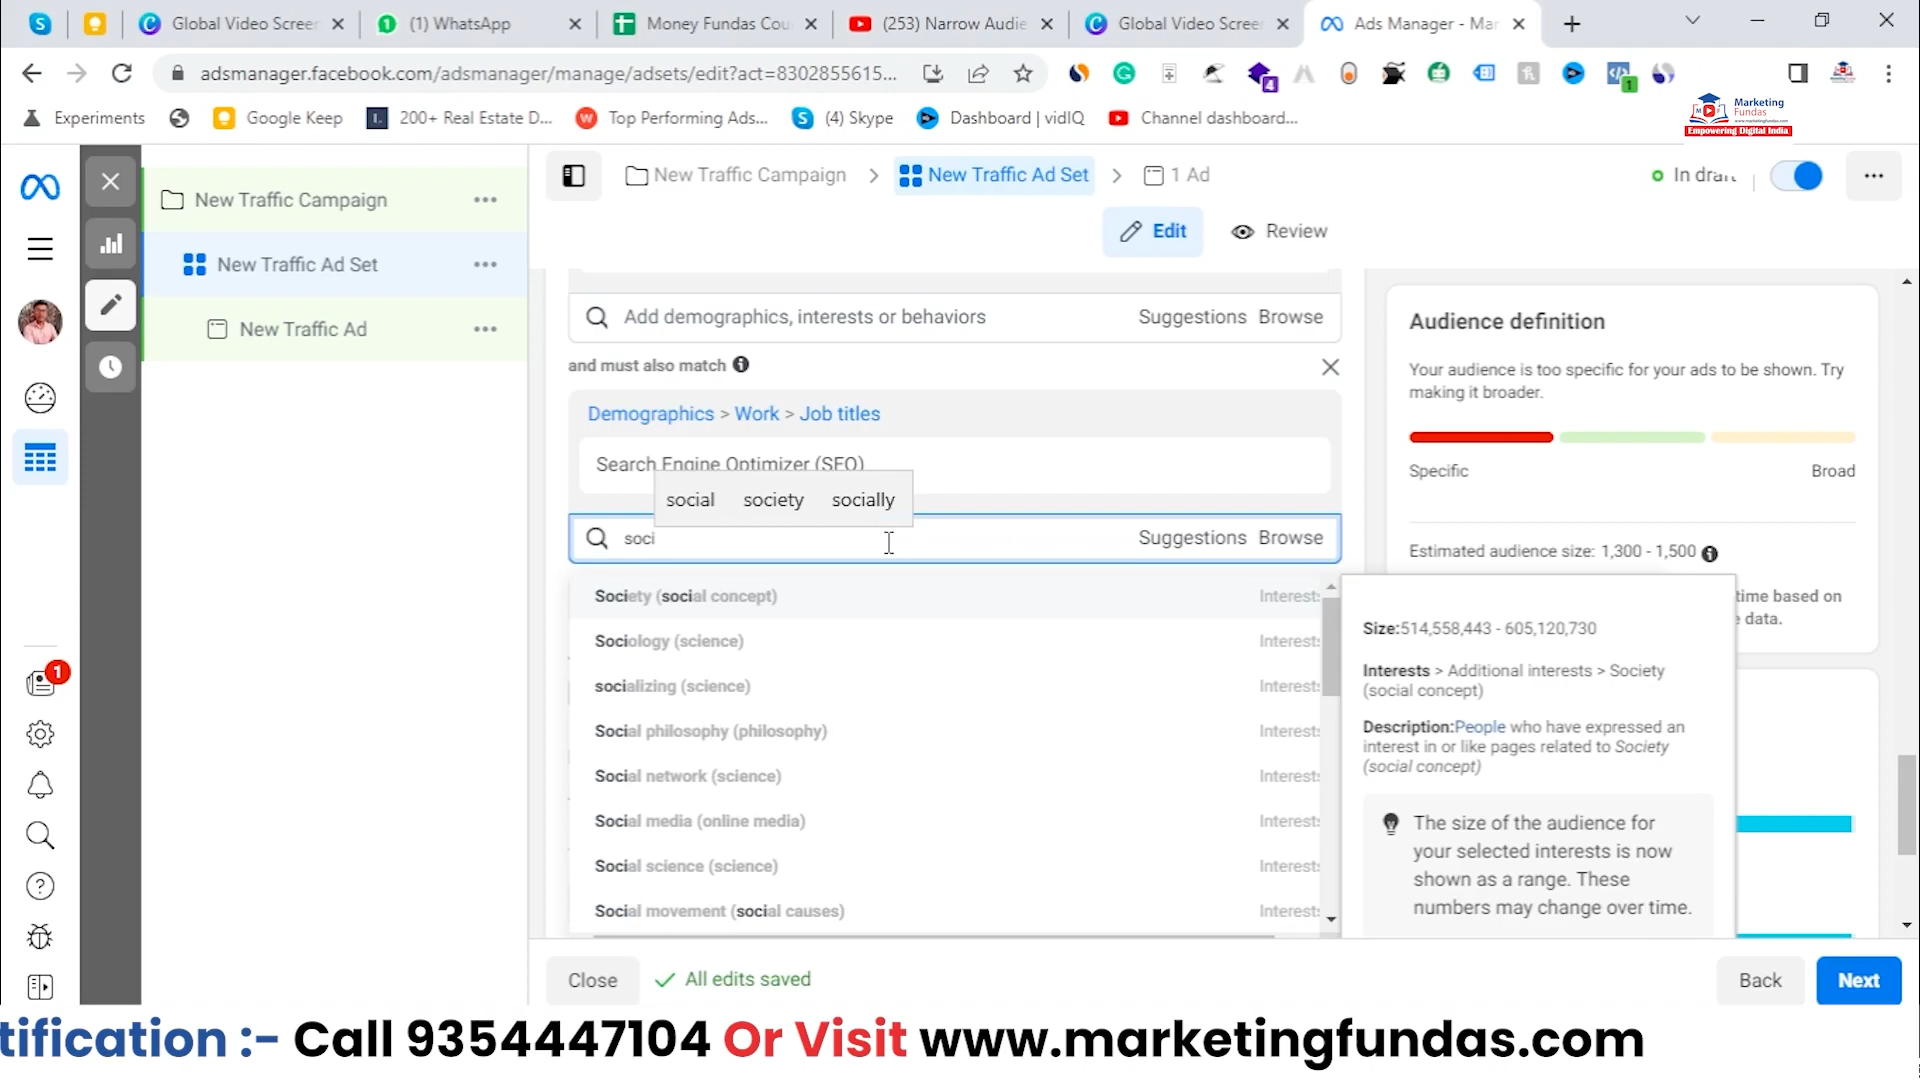 Global Video Screen
(1) WhatsApp
Money Fundas Cou
(253) Narrow Audie
Global Video Screen
Ads Manager - Mar
adsmanager.facebook.com/adsmanager/manage/adsets/edit?act=8302855615...
4
1
Experiments
Google Keep
200+ Real Estate D...
Top Performing Ads...
(4) Skype
Dashboard | vidIQ
Channel dashboard...
Marketing
Fundas
www.marketingfundas.com
Empowering Digital India
New Traffic Campaign
New Traffic Ad Set
New Traffic Ad
New Traffic Campaign > New Traffic Ad Set > 1 Ad
In draft
Edit
Review
Add demographics, interests or behaviors
Suggestions
Browse
and must also match
Demographics > Work > Job titles
Search Engine Optimizer (SEO)
social society socially
soci
Suggestions
Browse
Society (social concept)
Interests
Sociology (science)
Interests
socializing (science)
Interests
Social philosophy (philosophy)
Interests
Social network (science)
Interests
Social media (online media)
Interests
Social science (science)
Interests
Social movement (social causes)
Interests
Audience definition
Your audience is too specific for your ads to be shown. Try
making it broader.
Specific
Broad
Estimated audience size: 1,300 - 1,500
time based on
data.
Size:514,558,443 - 605,120,730
Interests > Additional interests > Society
(social concept)
Description:People who have expressed an
interest in or like pages related to Society
(social concept)
The size of the audience for
your selected interests is now
shown as a range. These
numbers may change over time.
1
Close
All edits saved
Back
Next
tification :- Call 9354447104 Or Visit www.marketingfundas.com